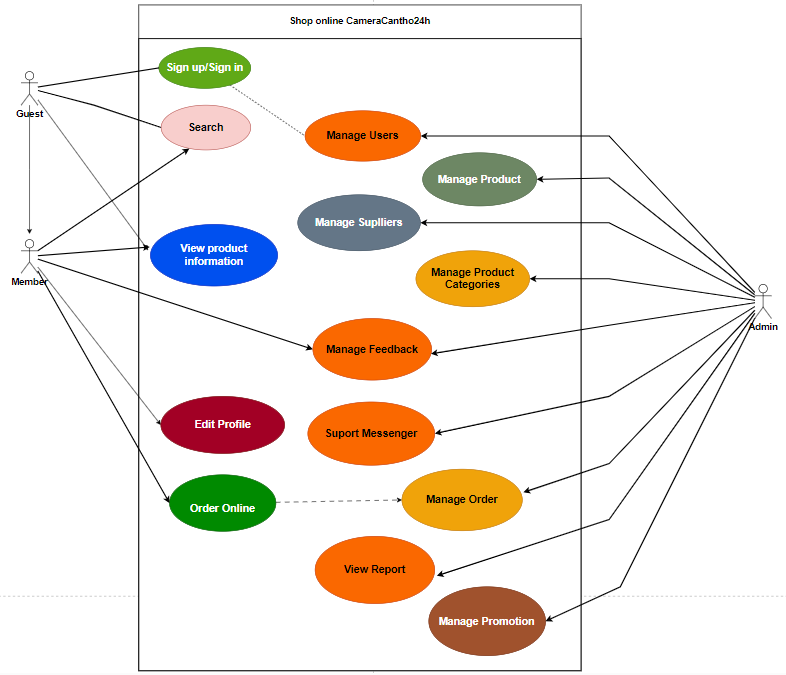 Shop online CameraCantho24h
Sign up/Sign in
Guest
Search
Manage Users
Manage Product
Manage Suplliers
View product
information
Member
Manage Product
Categories
Admin
Manage Feedback
Edit Profile
Suport Messenger
Order Online
Manage Order
View Report
Manage Promotion